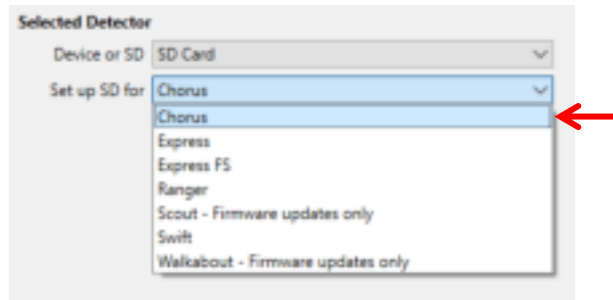 Selected Detector
Device or SD SD Card
Set up SD for Chorus
Chorus
Express
Express FS
Ranger
Scout - Firmware updates only
Swift
Walkabout - Firmware updates only